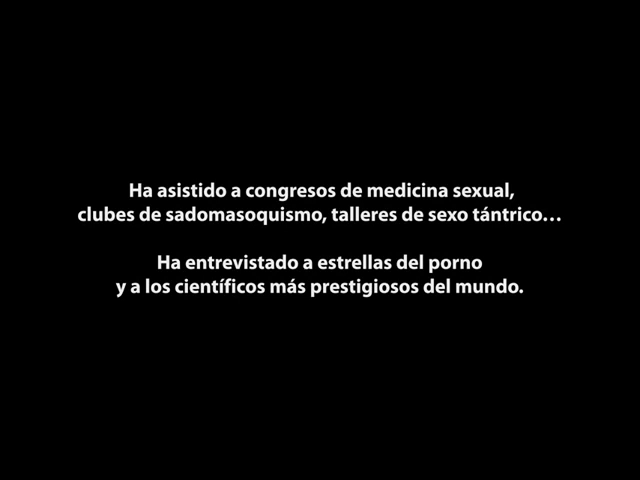 Ha asistido a congresos de medicina sexual,
clubes de sadomasoquismo, talleres de sexo tántrico…
Ha entrevistado a estrellas del porno
y a los científicos más prestigiosos del mundo.